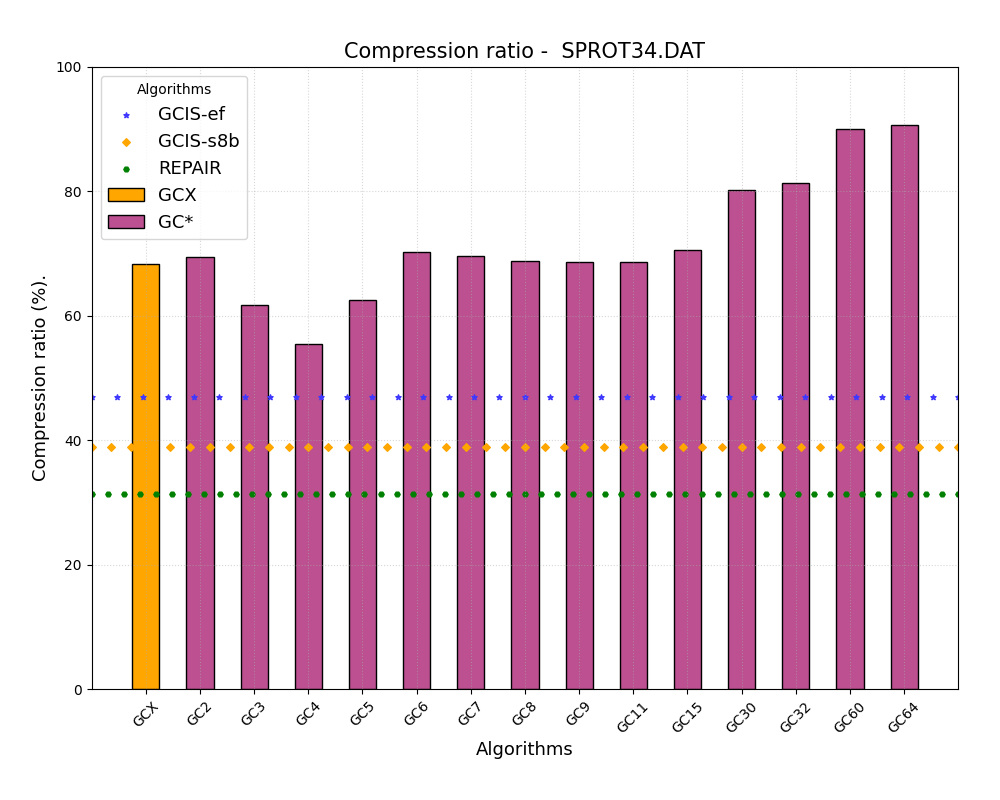 Compression ratio -  SPROT34.DAT
Compression ratio (%).
100
80
60
40
20
0
Algorithms
GCIS-ef
GCIS-s8b
REPAIR
GCX
GC*
GCX GC2 GC3 GC4 GC5 GC6 GC7 GC8 GC9 GC11 GC15 GC30 GC32 GC60 GC64
Algorithms